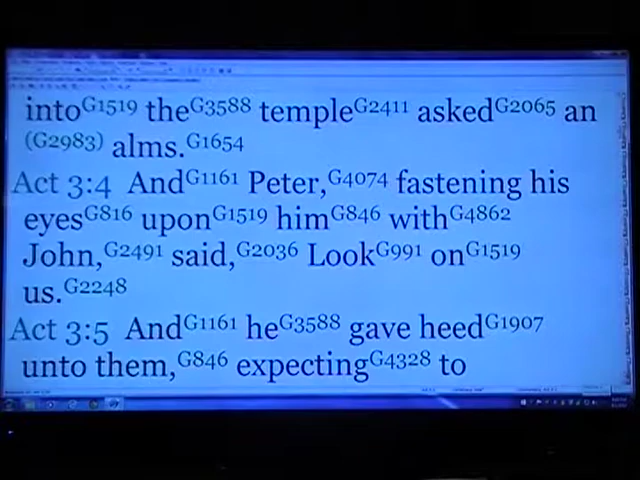 intoG1519 theG3588 templeG2411 askedG2065 an
(G2983) alms.G1654
Act 3:4 AndG1161 Peter,G4074 fastening his
eyesG816 uponG1519 himG846 withG4862
John,G2491 said,G2036 LookG991 onG1519
us.G2248
Act 3:5 AndG1161 heG3588 gave heedG1907
unto them,G846 expectingG4328 to